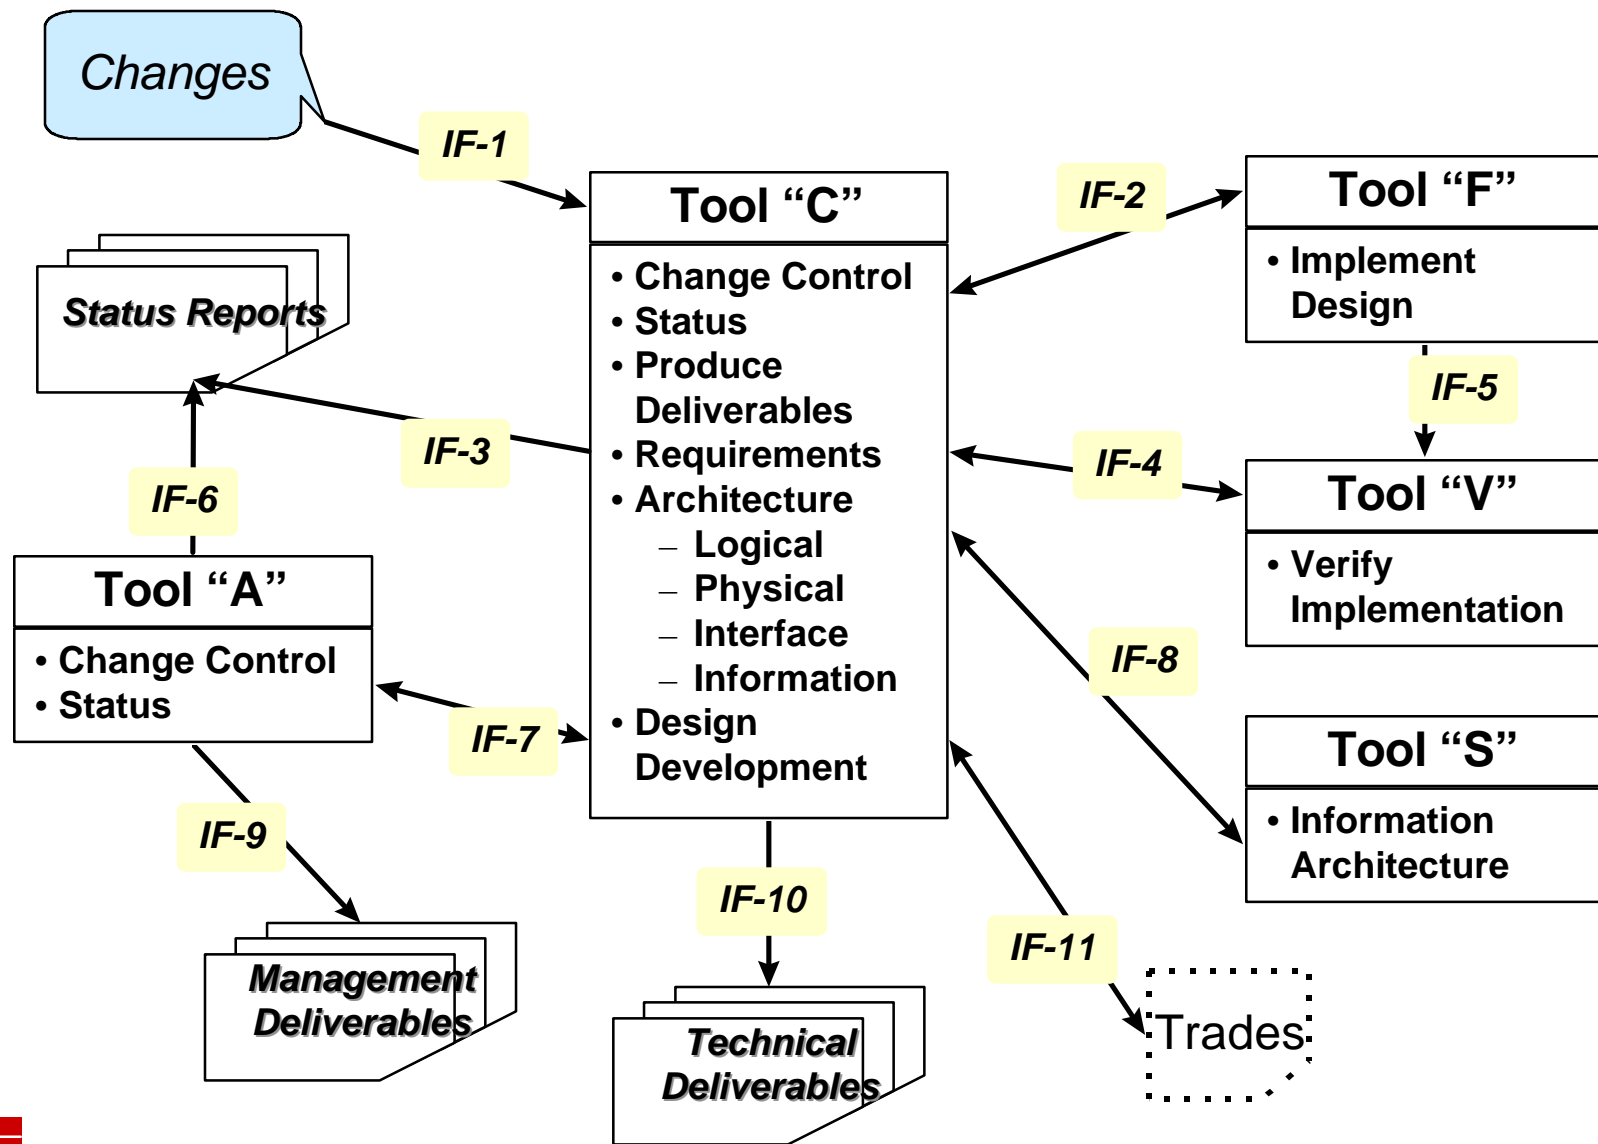 Changes
IF-1
Tool “C”
• Change Control
• Status
• Produce
Deliverables
• Requirements
• Architecture
– Logical
– Physical
– Interface
– Information
• Design
Development
IF-2
Tool “F”
• Implement
Design
IF-5
Status Reports
IF-3
IF-4
Tool “V”
• Verify
Implementation
IF-6
Tool “A”
• Change Control
• Status
IF-7
IF-8
Tool “S”
• Information
Architecture
IF-9
IF-10
IF-11
Management
Deliverables
Technical
Deliverables
Trades